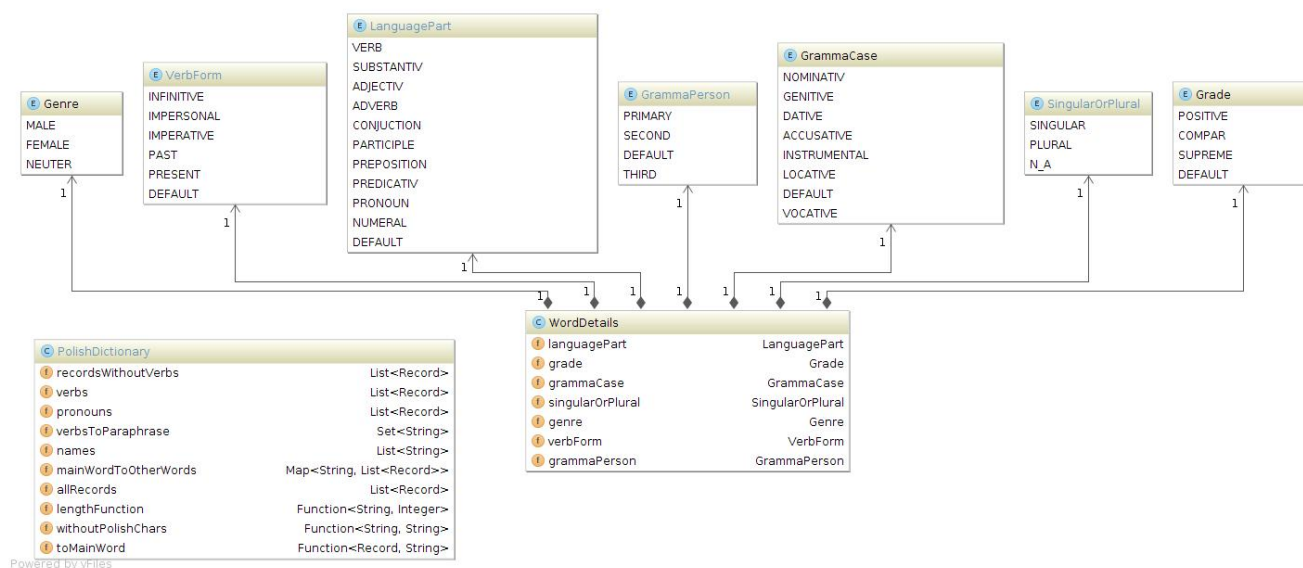 E LanguagePart
VERB
SUBSTANTIV
ADJECTIV
ADVERB
CONJUCTION
PARTICIPLE
PREPOSITION
PREDICATIV
PRONOUN
NUMERAL
DEFAULT
E GrammaCase
NOMINATIV
GENITIVE
DATIVE
ACCUSATIVE
INSTRUMENTAL
LOCATIVE
DEFAULT
VOCATIVE
E VerbForm
INFINITIVE
IMPERSONAL
IMPERATIVE
PAST
PRESENT
DEFAULT
E GrammaPerson
PRIMARY
SECOND
DEFAULT
THIRD
E Genre
MALE
FEMALE
NEUTER
E SingularOrPlural
SINGULAR
PLURAL
N_A
E Grade
POSITIVE
COMPAR
SUPREME
DEFAULT
1
1
1
1
1
1
1
1
1
1
1
1
1
1
C WordDetails
f languagePart LanguagePart
f grade Grade
f grammaCase GrammaCase
f singularOrPlural SingularOrPlural
f genre Genre
f verbForm VerbForm
f grammaPerson GrammaPerson
C PolishDictionary
f recordsWithoutVerbs List<Record>
f verbs List<Record>
f pronouns List<Record>
f verbsToParaphrase Set<String>
f names List<String>
f mainWordToOtherWords Map<String, List<Record>>
f allRecords List<Record>
f lengthFunction Function<String, Integer>
f withoutPolishChars Function<String, String>
f toMainWord Function<Record, String>
Powered by yFiles